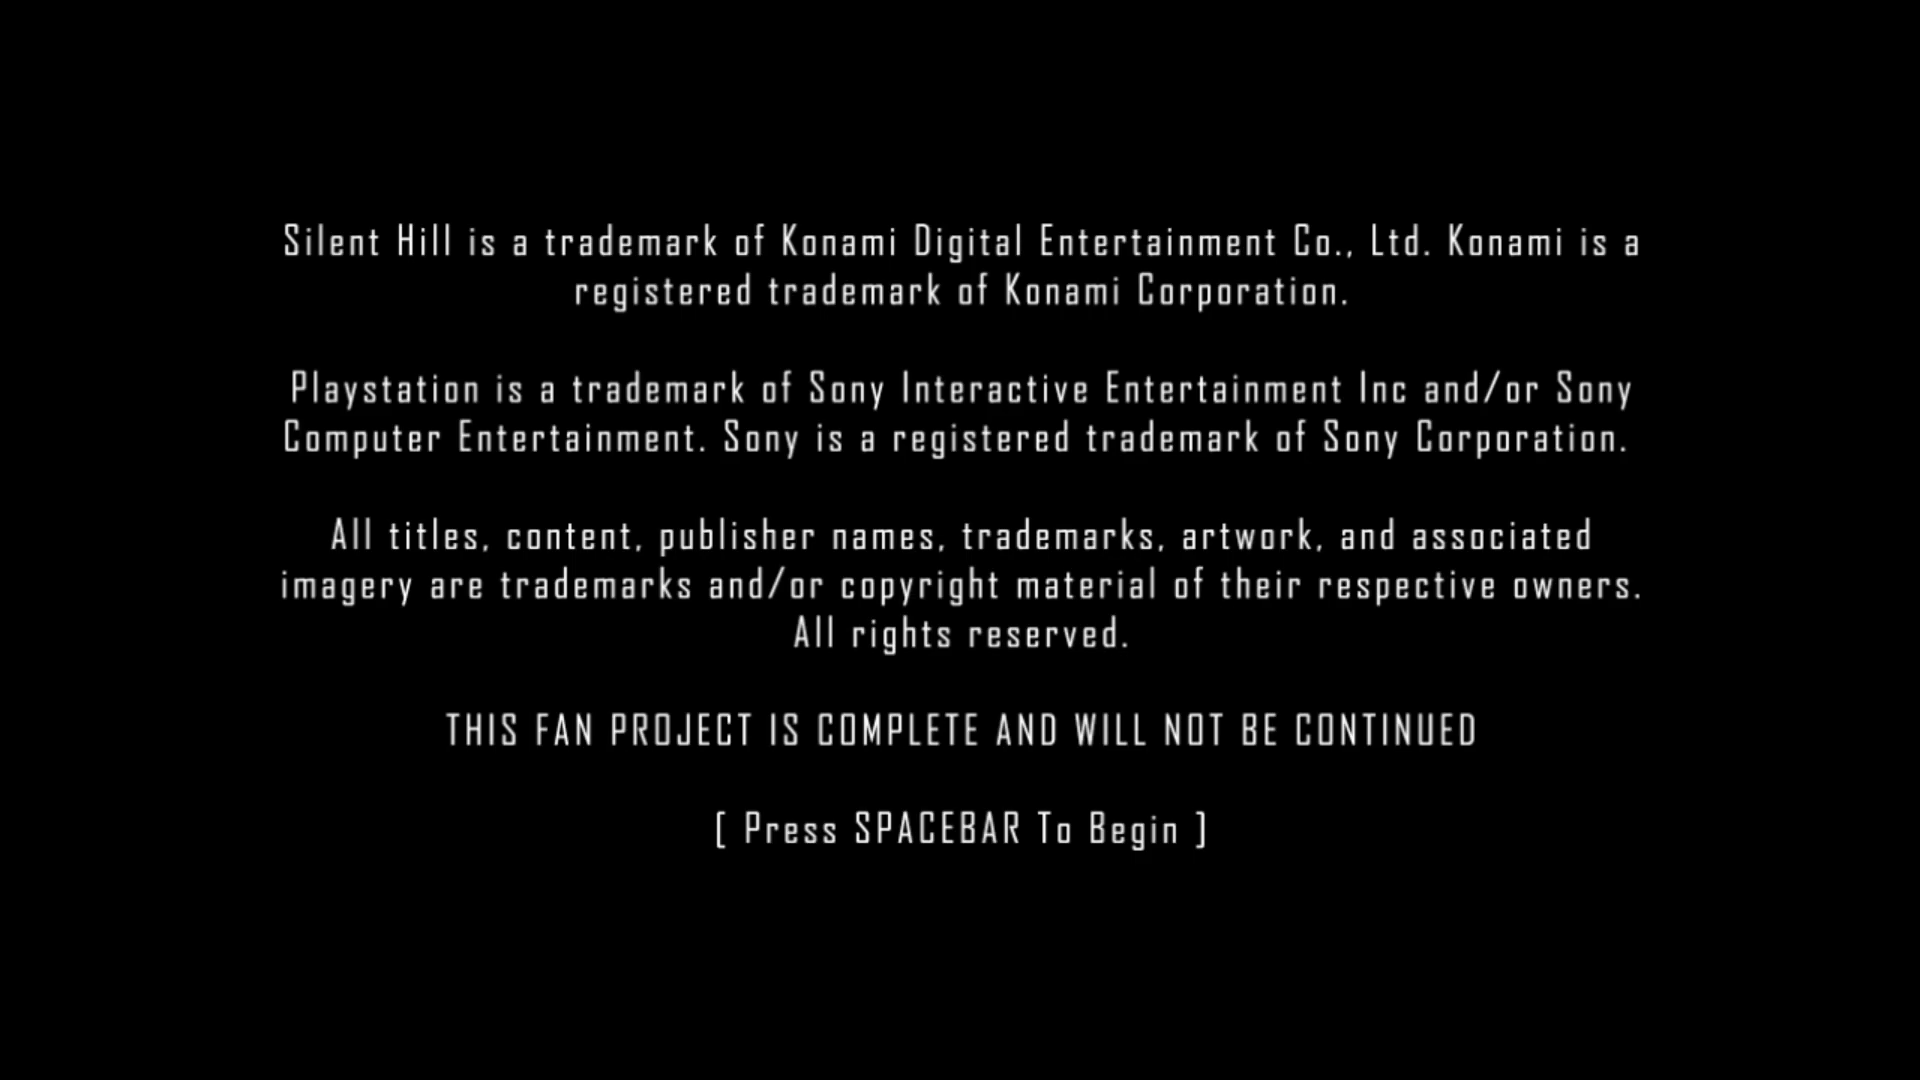 Silent Hill is a trademark of Konami Digital Entertainment Co., Ltd. Konami is a
registered trademark of Konami Corporation.
Playstation is a trademark of Sony Interactive Entertainment Inc and/or Sony
Computer Entertainment. Sony is a registered trademark of Sony Corporation.
All titles, content, publisher names, trademarks, artwork, and associated
imagery are trademarks and/or copyright material of their respective owners.
All rights reserved.
THIS FAN PROJECT IS COMPLETE AND WILL NOT BE CONTINUED
[ Press SPACEBAR To Begin ]